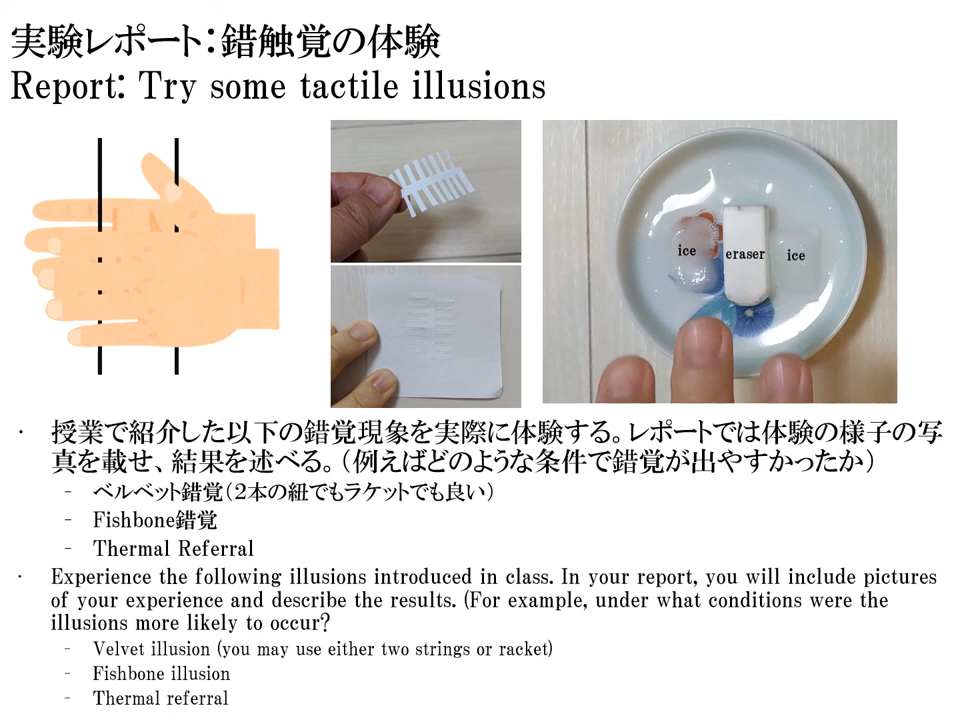 実験レポート：錯触覚の体験
Report: Try some tactile illusions
ice
eraser
ice
・ 授業で紹介した以下の錯覚現象を実際に体験する。レポートでは体験の様子の写
真を載せ、結果を述べる。（例えばどのような条件で錯覚が出やすかったか）
– ベルベット錯覚（２本の紐でもラケットでも良い）
– Fishbone錯覚
– Thermal Referral
・ Experience the following illusions introduced in class. In your report, you will include pictures
of your experience and describe the results. (For example, under what conditions were the
illusions more likely to occur?
– Velvet illusion (you may use either two strings or racket)
– Fishbone illusion
– Thermal referral